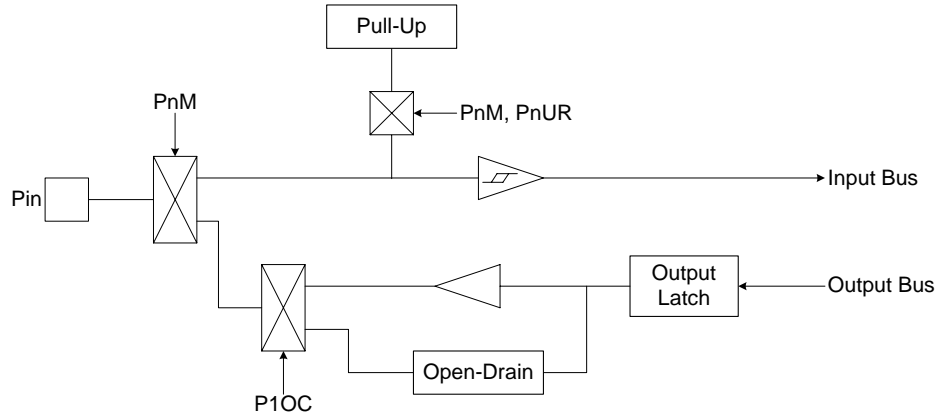 Pull-Up
PnM
PnM, PnUR
Pin
Input Bus
Output
Latch
Output Bus
Open-Drain
P1OC